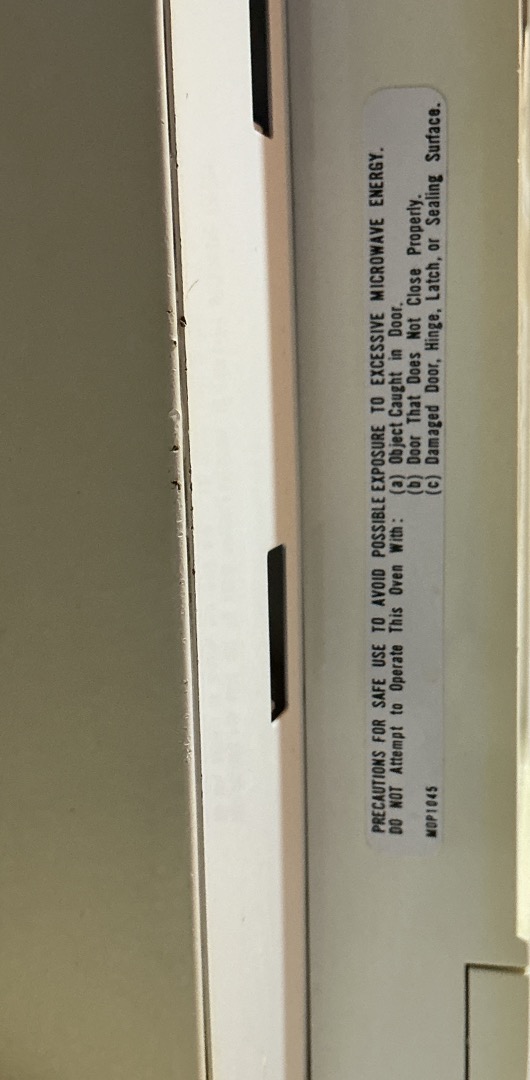 PRECAUTIONS FOR SAFE USE TO AVOID POSSIBLE EXPOSURE TO EXCESSIVE MICROWAVE ENERGY.
DO NOT Attempt to Operate This Oven With: (a) Object Caught in Door.
(b) Door That Does Not Close Properly.
(c) Damaged Door, Hinge, Latch, or Sealing Surface.
MOP1045